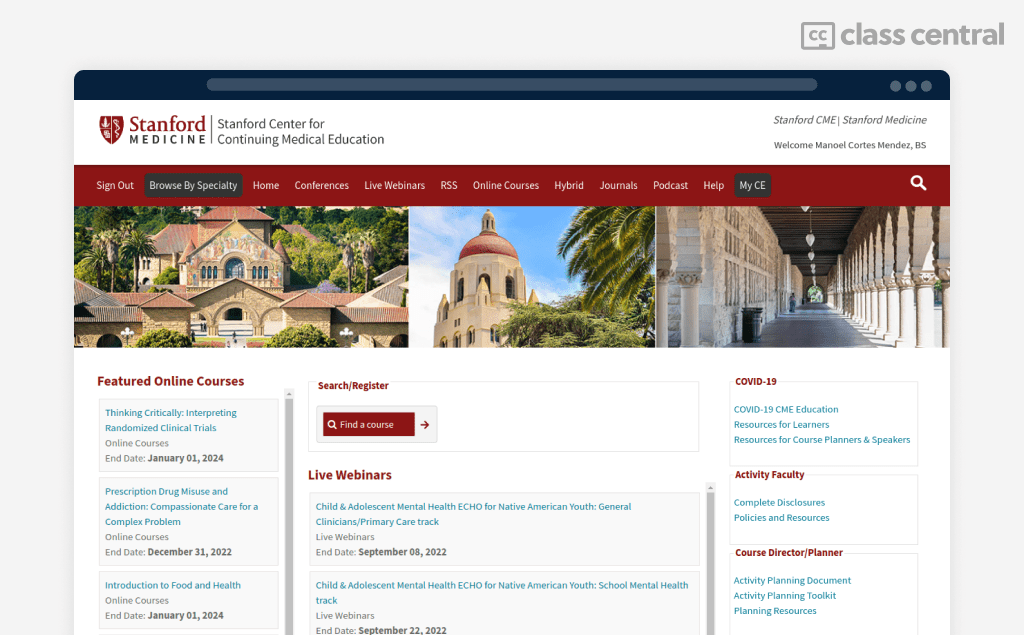 cc class central
Stanford
MEDICINE
Stanford Center for
Continuing Medical Education
Stanford CME| Stanford Medicine
Welcome Manoel Cortes Mendez, BS
Sign Out Browse By Specialty Home Conferences Live Webinars RSS Online Courses Hybrid Journals Podcast Help My CE
Featured Online Courses
Thinking Critically: Interpreting
Randomized Clinical Trials
Online Courses
End Date: January 01, 2024
Prescription Drug Misuse and
Addiction: Compassionate Care for a
Complex Problem
Online Courses
End Date: December 31, 2022
Introduction to Food and Health
Online Courses
End Date: January 01, 2024
Search/Register
Find a course
Live Webinars
Child & Adolescent Mental Health ECHO for Native American Youth: General
Clinicians/Primary Care track
Live Webinars
End Date: September 08, 2022
Child & Adolescent Mental Health ECHO for Native American Youth: School Mental Health
track
Live Webinars
End Date: September 22, 2022
COVID-19
COVID-19 CME Education
Resources for Learners
Resources for Course Planners & Speakers
Activity Faculty
Complete Disclosures
Policies and Resources
Course Director/Planner
Activity Planning Document
Activity Planning Toolkit
Planning Resources